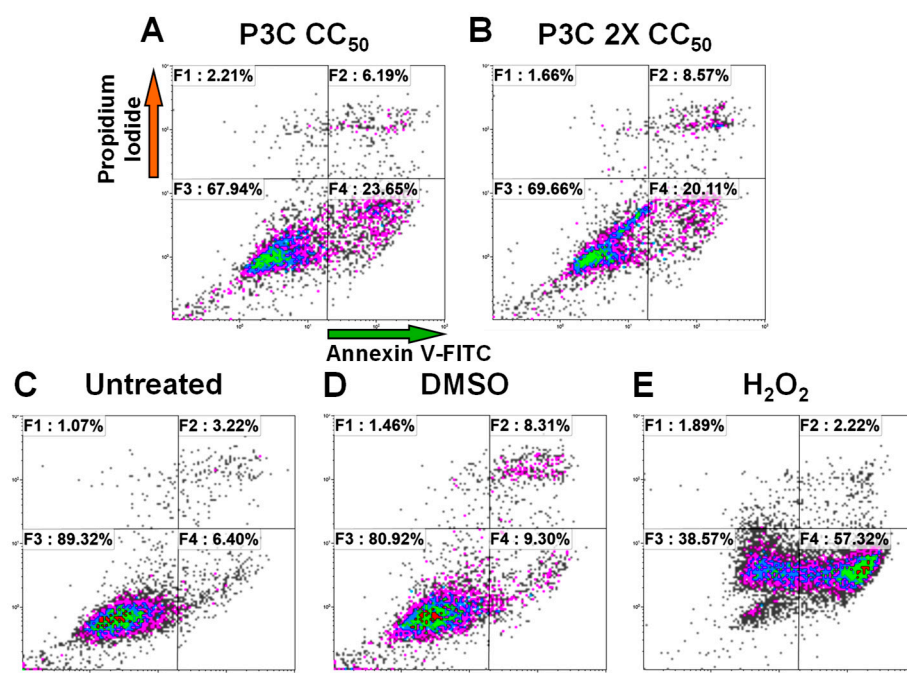 A P3C CC50
B P3C 2X CC50
Propidium
Iodide
F1 : 2.21%
F2 : 6.19%
F3 : 67.94%
F4 : 23.65%
F1 : 1.66%
F2 : 8.57%
F3 : 69.66%
F4 : 20.11%
Annexin V-FITC
C Untreated
D DMSO
E H2O2
F1 : 1.07%
F2 : 3.22%
F3 : 89.32%
F4 : 6.40%
F1 : 1.46%
F2 : 8.31%
F3 : 80.92%
F4 : 9.30%
F1 : 1.89%
F2 : 2.22%
F3 : 38.57%
F4 : 57.32%